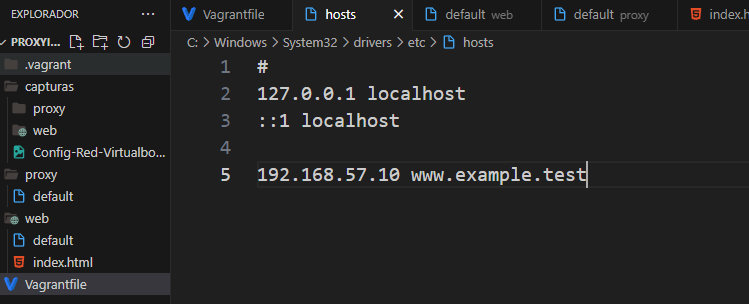 EXPLORADOR
PROXYI...
.vagrant
capturas
proxy
web
Config-Red-Virtualbo...
proxy
default
web
default
index.html
Vagrantfile
Vagrantfile
hosts
default web
default proxy
index.h
C: > Windows > System32 > drivers > etc > hosts
1 #
2 127.0.0.1 localhost
3 ::1 localhost
4
5 192.168.57.10 www.example.test